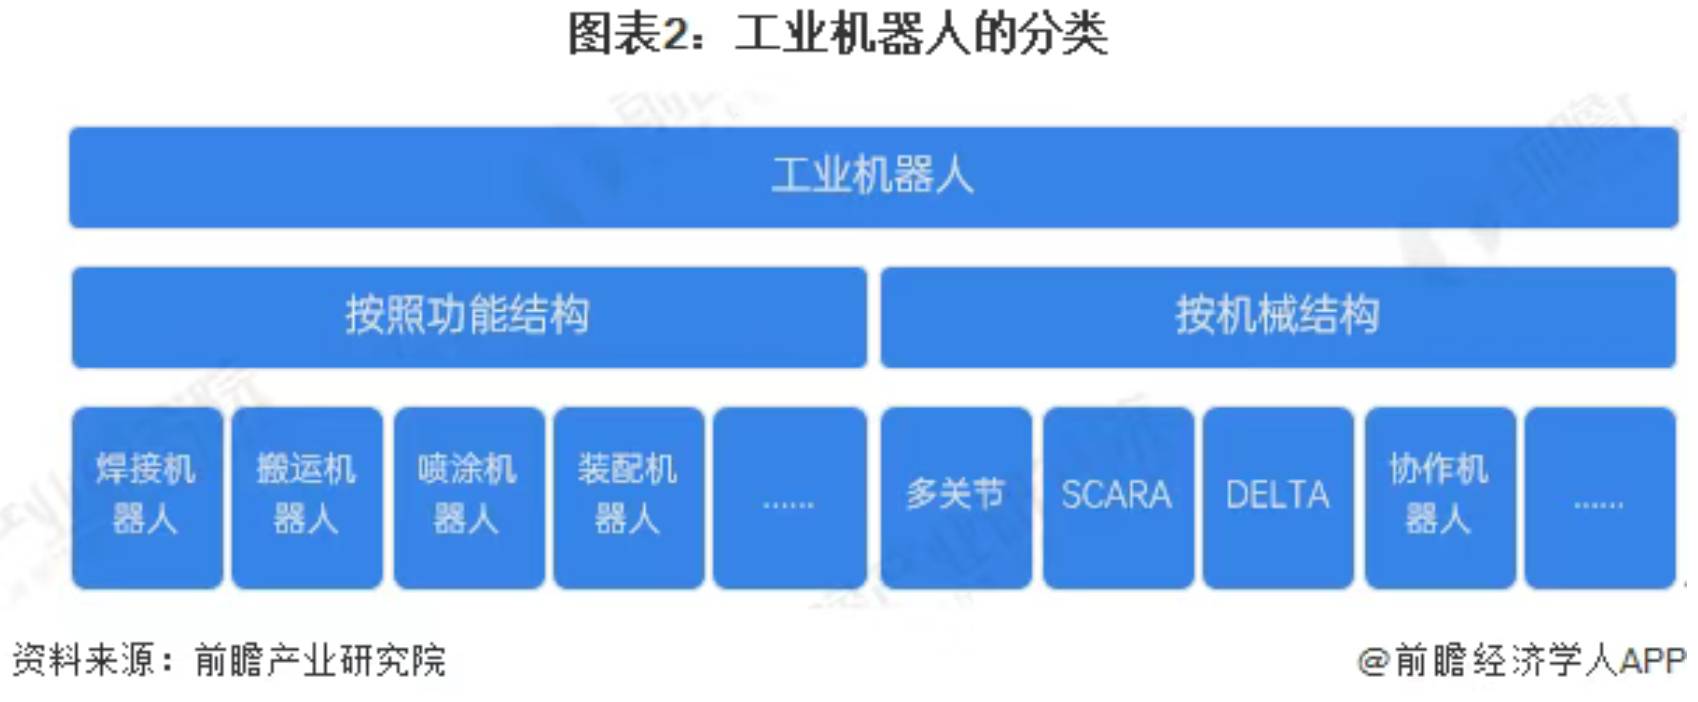 图表2：工业机器人的分类
工业机器人
按照功能结构
按机械结构
焊接机
器人
搬运机
器人
喷涂机
器人
装配机
器人
......
多关节
SCARA
DELTA
协作机
器人
......
资料来源：前瞻产业研究院
@前瞻经济学人APP